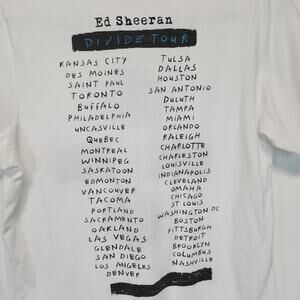 Ed Sheeran
DIVIDE TOUR
KANSAS CITY
DES MOINES
SAINT PAUL
TORONTO
BUFFALO
PHILADELPHIA
UNCASVILLE
QUEBEC
MONTREAL
WINNIPEG
SASKATOON
EDMONTON
VANCOUVER
TACOMA
PORTLAND
SACRAMENTO
OAKLAND
LAS VEGAS
GLENDALE
SAN DIEGO
LOS ANGELES
DENVER
TULSA
DALLAS
HOUSTON
SAN ANTONIO
DULUTH
TAMPA
MIAMI
ORLANDO
RALEIGH
CHARLOTTE
CHARLESTON
LOUISVILLE
INDIANAPOLIS
CLEVELAND
OMAHA
CHICAGO
ST LOUIS
WASHINGTON DC
BOSTON
PITTSBURGH
DETROIT
BROOKLYN
COLUMBUS
NASHVILLE